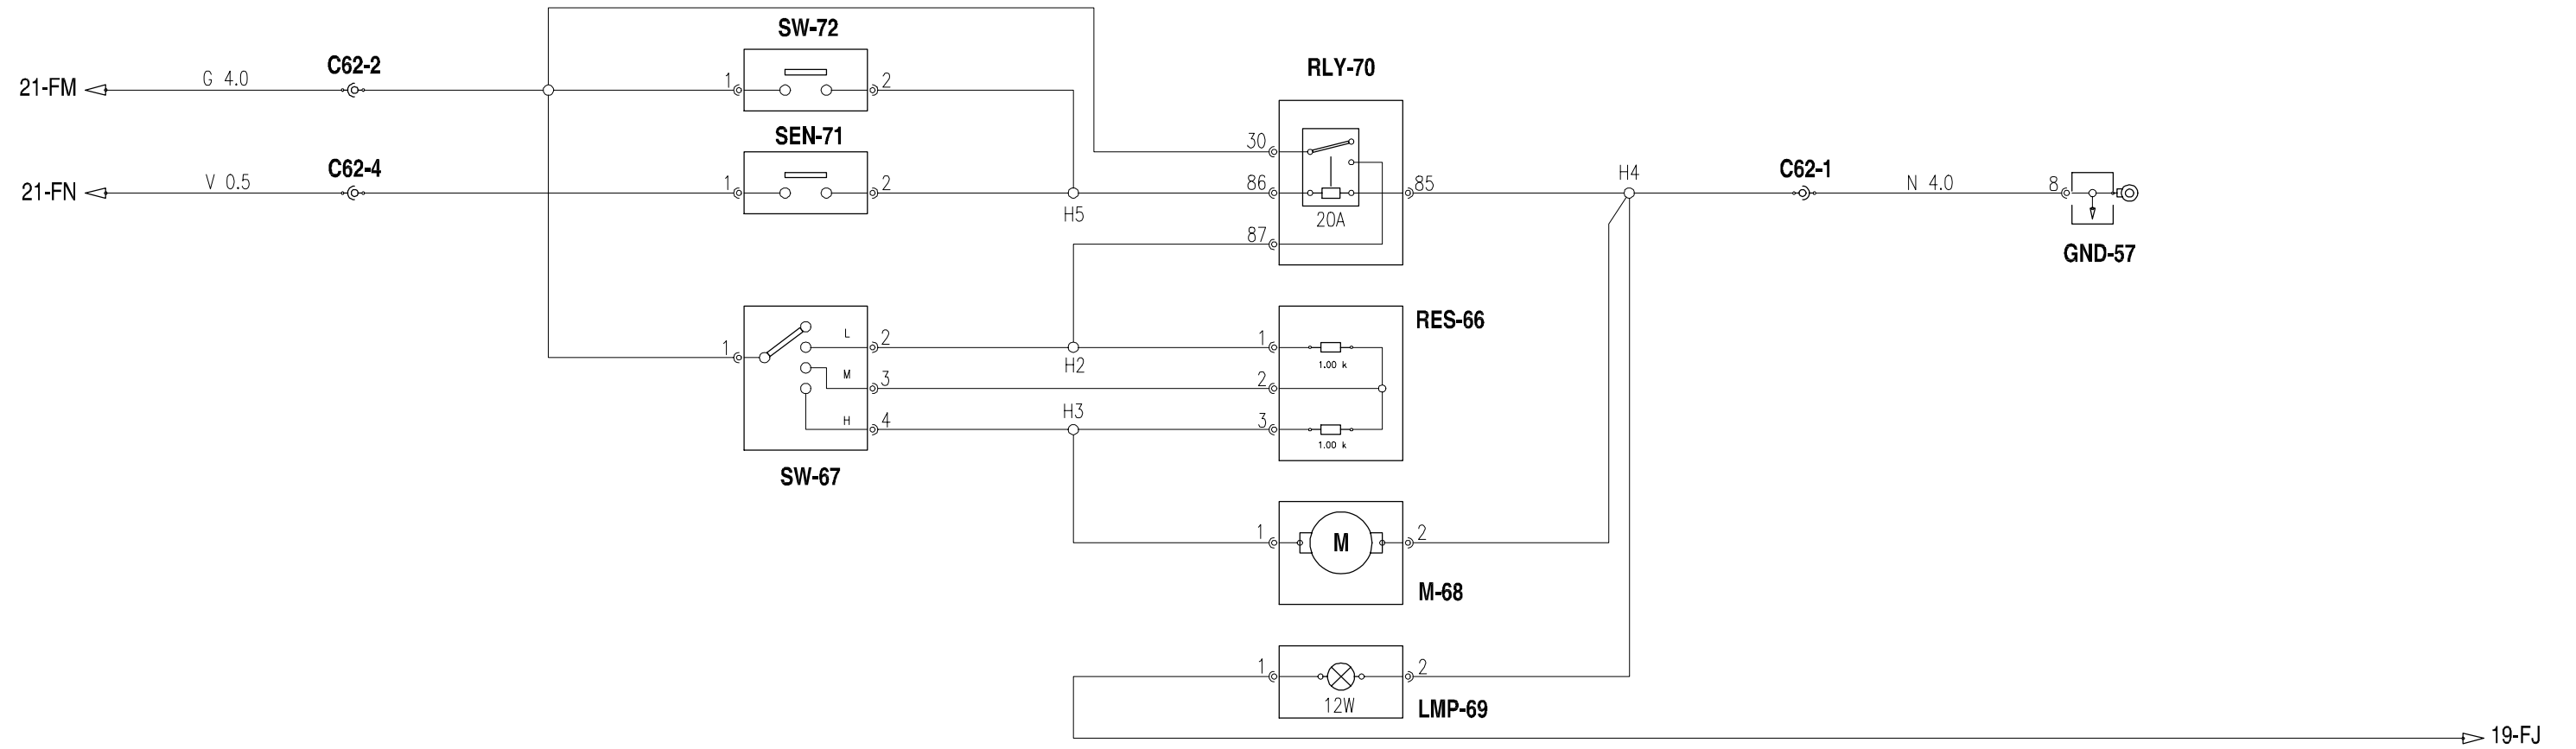 SW-72
21-FM
G 4.0
C62-2
1
2
RLY-70
SEN-71
21-FN
V 0.5
C62-4
1
2
H5
30
86
87
85
20A
H4
C62-1
N 4.0
8
GND-57
1
L
2
M
3
H
4
SW-67
H2
H3
1
2
3
1.00 k
1.00 k
RES-66
1
M
2
M-68
1
2
12W
LMP-69
19-FJ